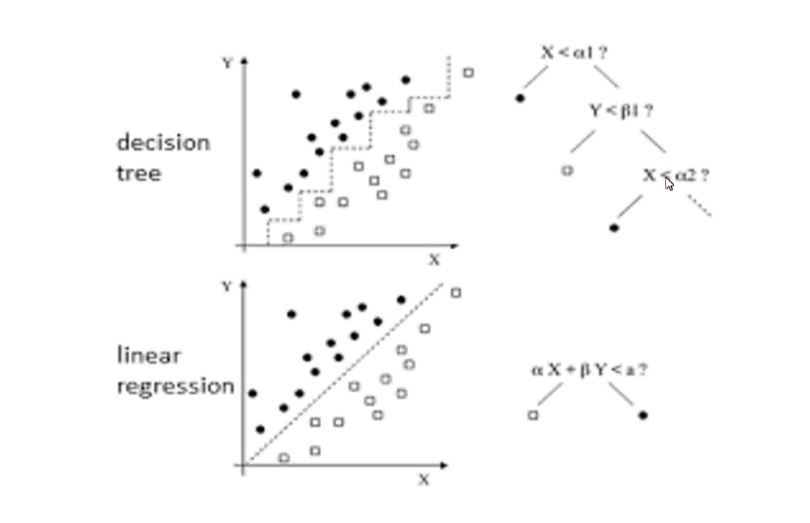 Y
X < α1 ?
Y < β1 ?
decision
tree
X < α2 ?
X
Y
linear
regression
α X + β Y < a ?
X